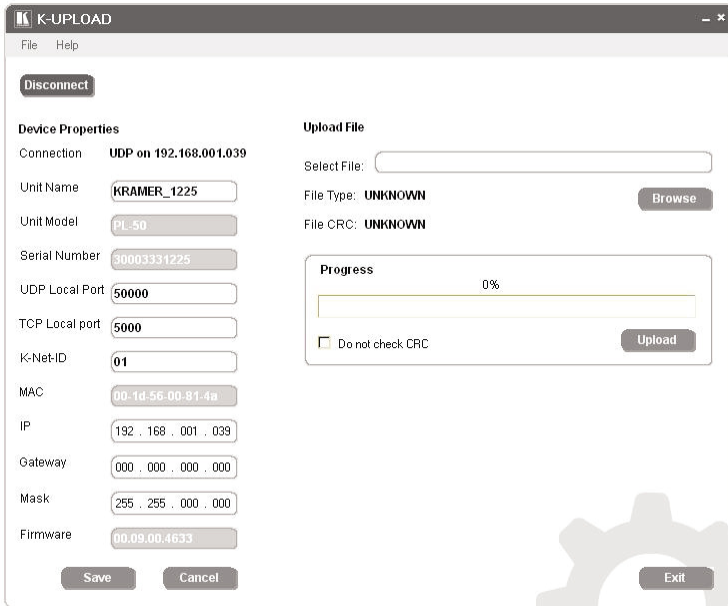 K-UPLOAD
File Help
Disconnect
Device Properties
Connection UDP on 192.168.001.039
Unit Name KRAMER_1225
Unit Model PL-50
Serial Number 30003331225
UDP Local Port 50000
TCP Local port 5000
K-Net-ID 01
MAC 00-1d-56-00-81-4a
IP 192 . 168 . 001 . 039
Gateway 000 . 000 . 000 . 000
Mask 255 . 255 . 000 . 000
Firmware 00.09.00.4633
Save Cancel
Upload File
Select File:
File Type: UNKNOWN
Browse
File CRC: UNKNOWN
Progress
0%
Do not check CRC
Upload
Exit